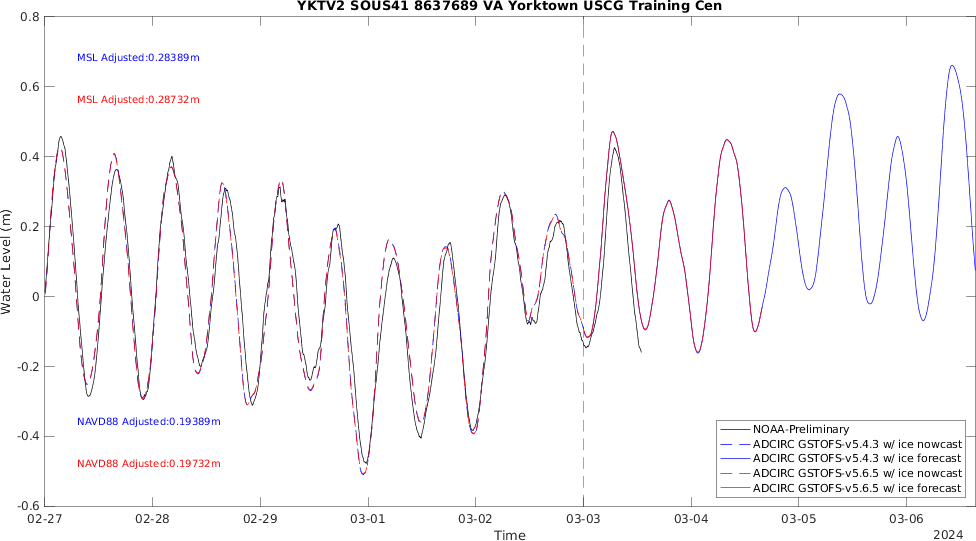 YKTV2 SOUS41 8637689 VA Yorktown USCG Training Cen
0.8
0.6
0.4
0.2
0
-0.2
-0.4
-0.6
Water Level (m)
MSL Adjusted:0.28389m
MSL Adjusted:0.28732m
NAVD88 Adjusted:0.19389m
NAVD88 Adjusted:0.19732m
NOAA-Preliminary
ADCIRC GSTOFS-v5.4.3 w/ ice nowcast
ADCIRC GSTOFS-v5.4.3 w/ ice forecast
ADCIRC GSTOFS-v5.6.5 w/ ice nowcast
ADCIRC GSTOFS-v5.6.5 w/ ice forecast
02-27 02-28 02-29 03-01 03-02 03-03 03-04 03-05 03-06
Time
2024